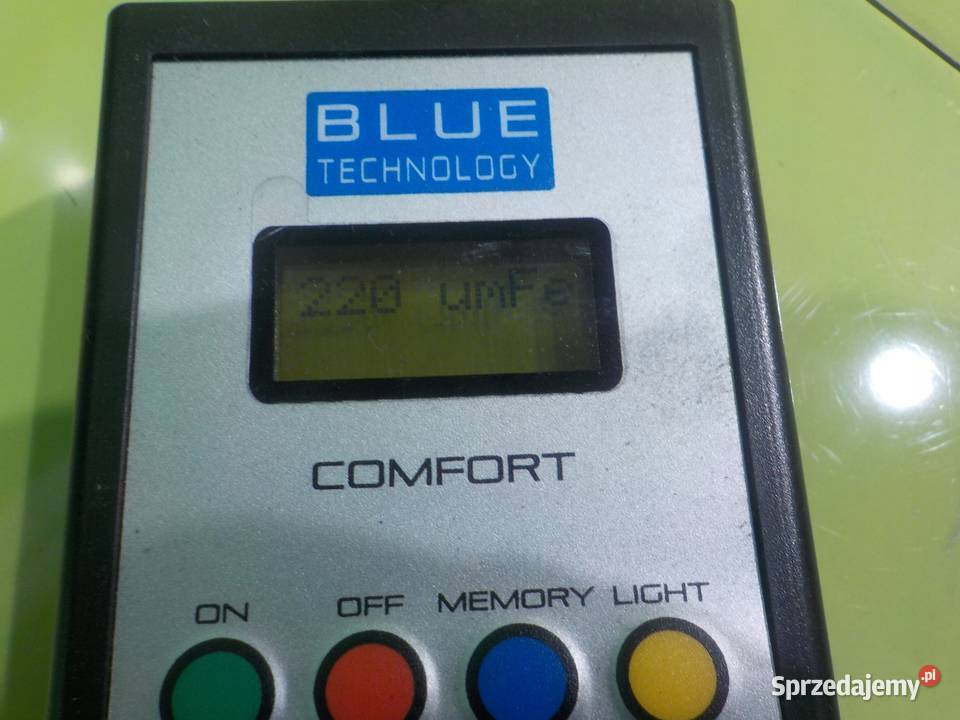 BLUE
TECHNOLOGY
220 umFe
COMFORT
ON OFF MEMORY LIGHT
Sprzedajemy.pl